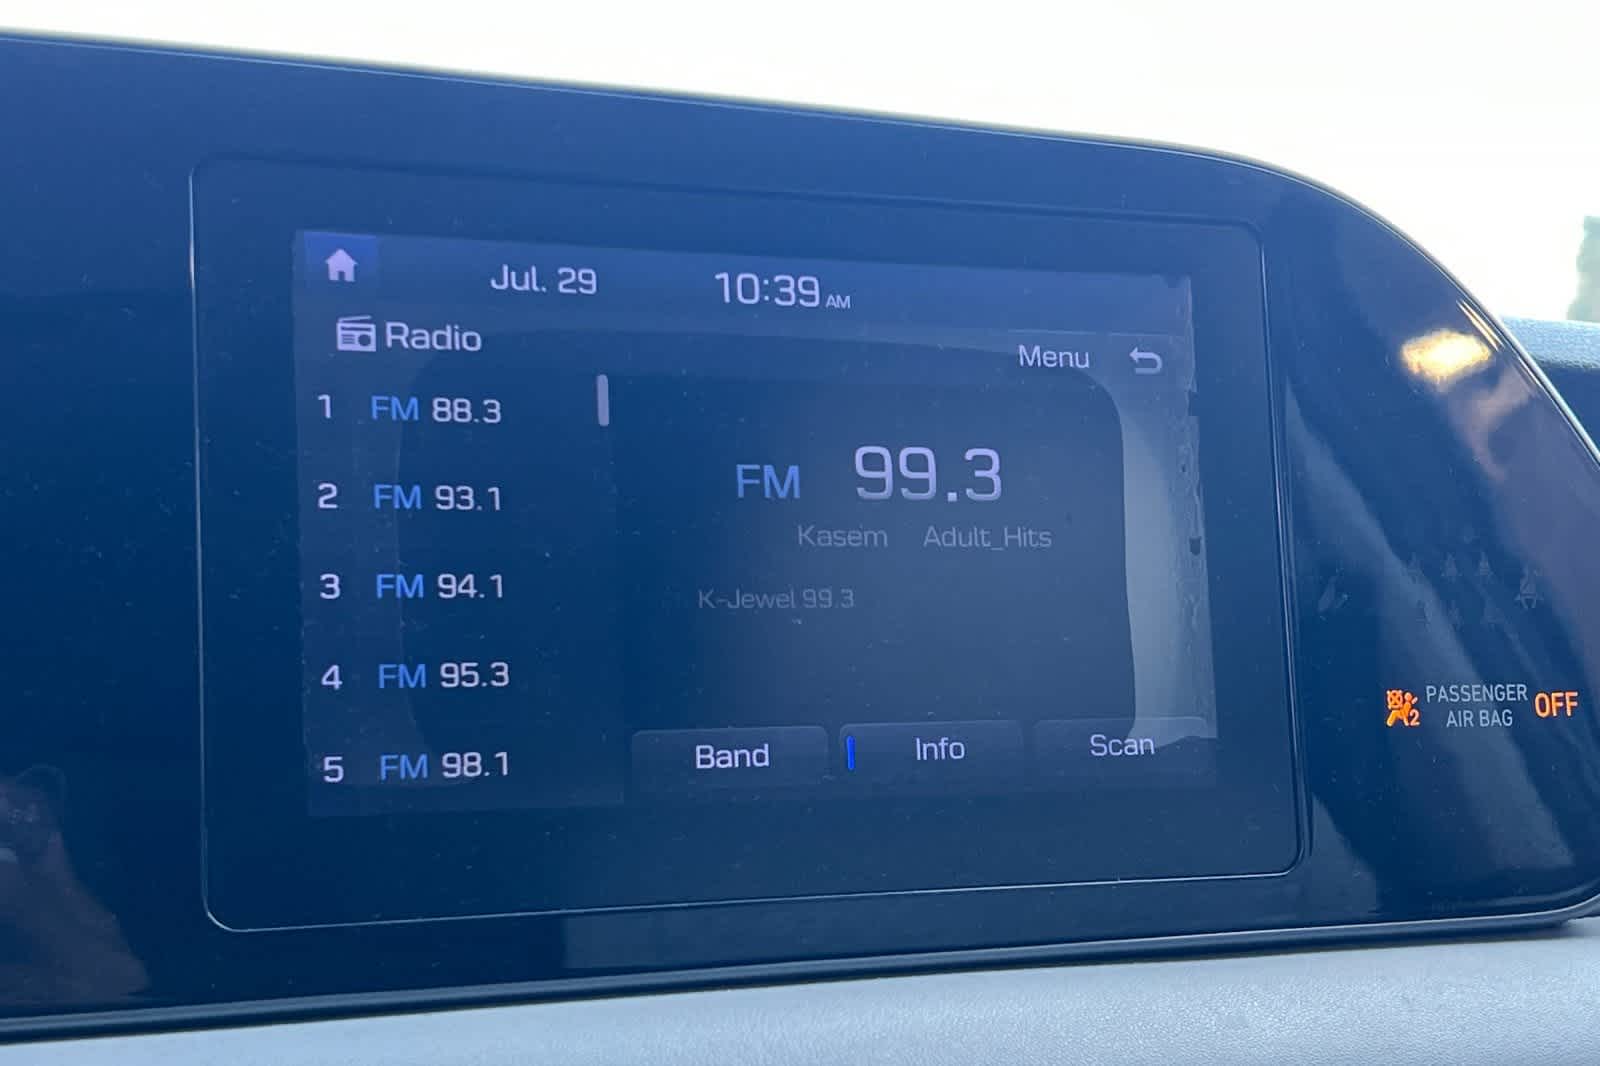 Jul. 29 10:39 AM
Radio
Menu
1 FM 88.3
2 FM 93.1
3 FM 94.1
4 FM 95.3
5 FM 98.1
FM 99.3
Kasem Adult_Hits
K-Jewel 99.3
Band Info Scan
2 PASSENGER AIR BAG OFF